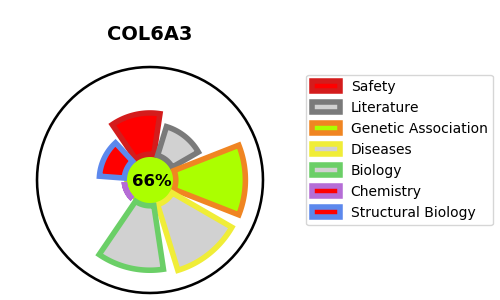 COL6A3
66%
Safety
Literature
Genetic Association
Diseases
Biology
Chemistry
Structural Biology